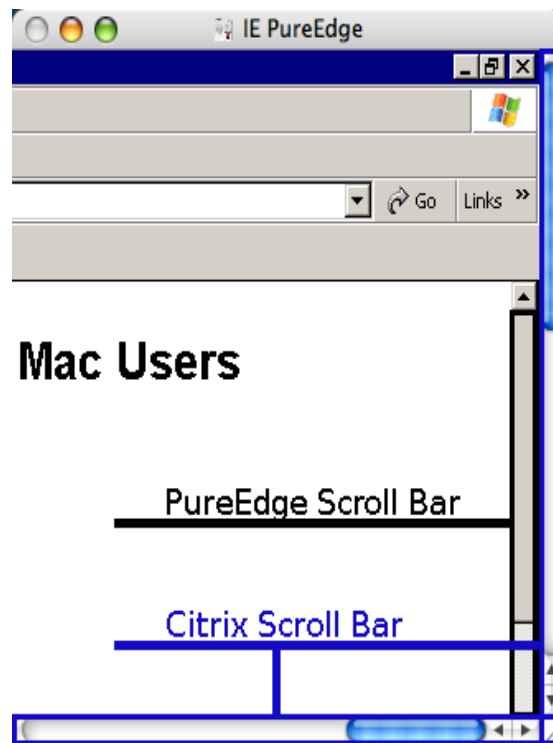 IE PureEdge
Go Links »
Mac Users
PureEdge Scroll Bar
Citrix Scroll Bar